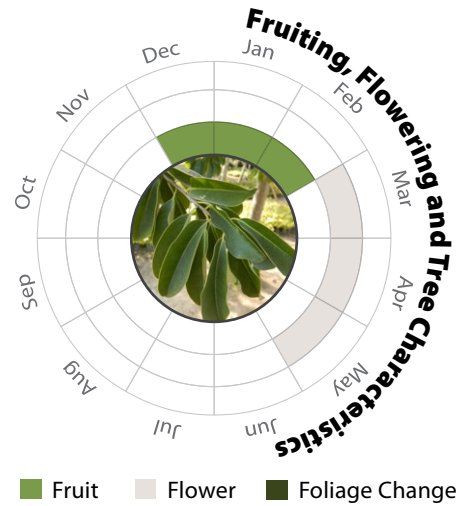 Fruiting, Flowering and Tree Characteristics
Jan
Feb
Mar
Apr
May
Jun
Jul
Aug
Sep
Oct
Nov
Dec
Fruit
Flower
Foliage Change